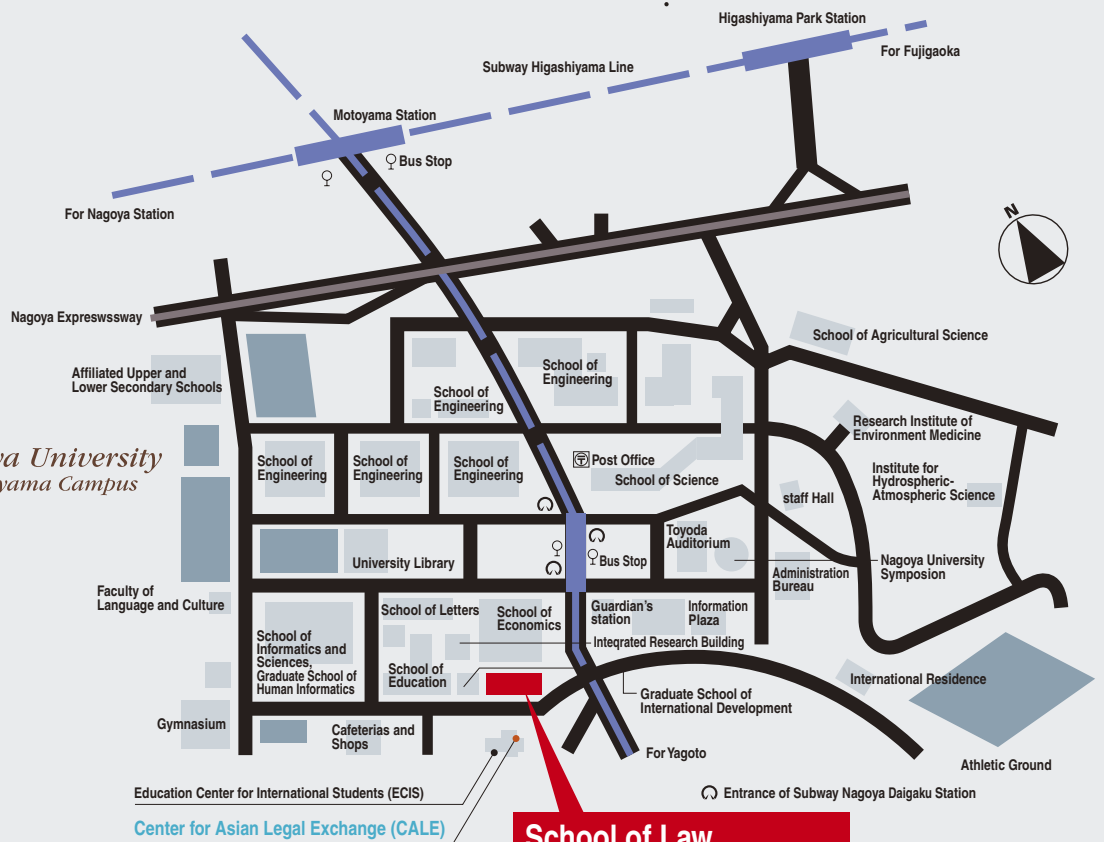 Higashiyama Park Station
For Fujigaoka
Subway Higashiyama Line
Motoyama Station
Bus Stop
For Nagoya Station
N
Nagoya Expreswssway
School of Agricultural Science
Affiliated Upper and
Lower Secondary Schools
School of
Engineering
School of
Engineering
Research Institute of
Environment Medicine
University
yama Campus
School of
Engineering
School of
Engineering
School of
Engineering
〒 Post Office
School of Science
Institute for
Hydrospheric-
Atmospheric Science
staff Hall
University Library
Bus Stop
Toyoda
Auditorium
Administration
Bureau
Nagoya University
Symposion
Faculty of
Language and Culture
School of Letters
School of
Economics
Guardian's
station
Information
Plaza
School of
Informatics and
Sciences,
Graduate School of
Human Informatics
School of
Education
Inteqrated Research Building
Graduate School of
International Development
International Residence
Gymnasium
Cafeterias and
Shops
For Yagoto
Athletic Ground
Education Center for International Students (ECIS)
Entrance of Subway Nagoya Daigaku Station
Center for Asian Legal Exchange (CALE)
School of Law